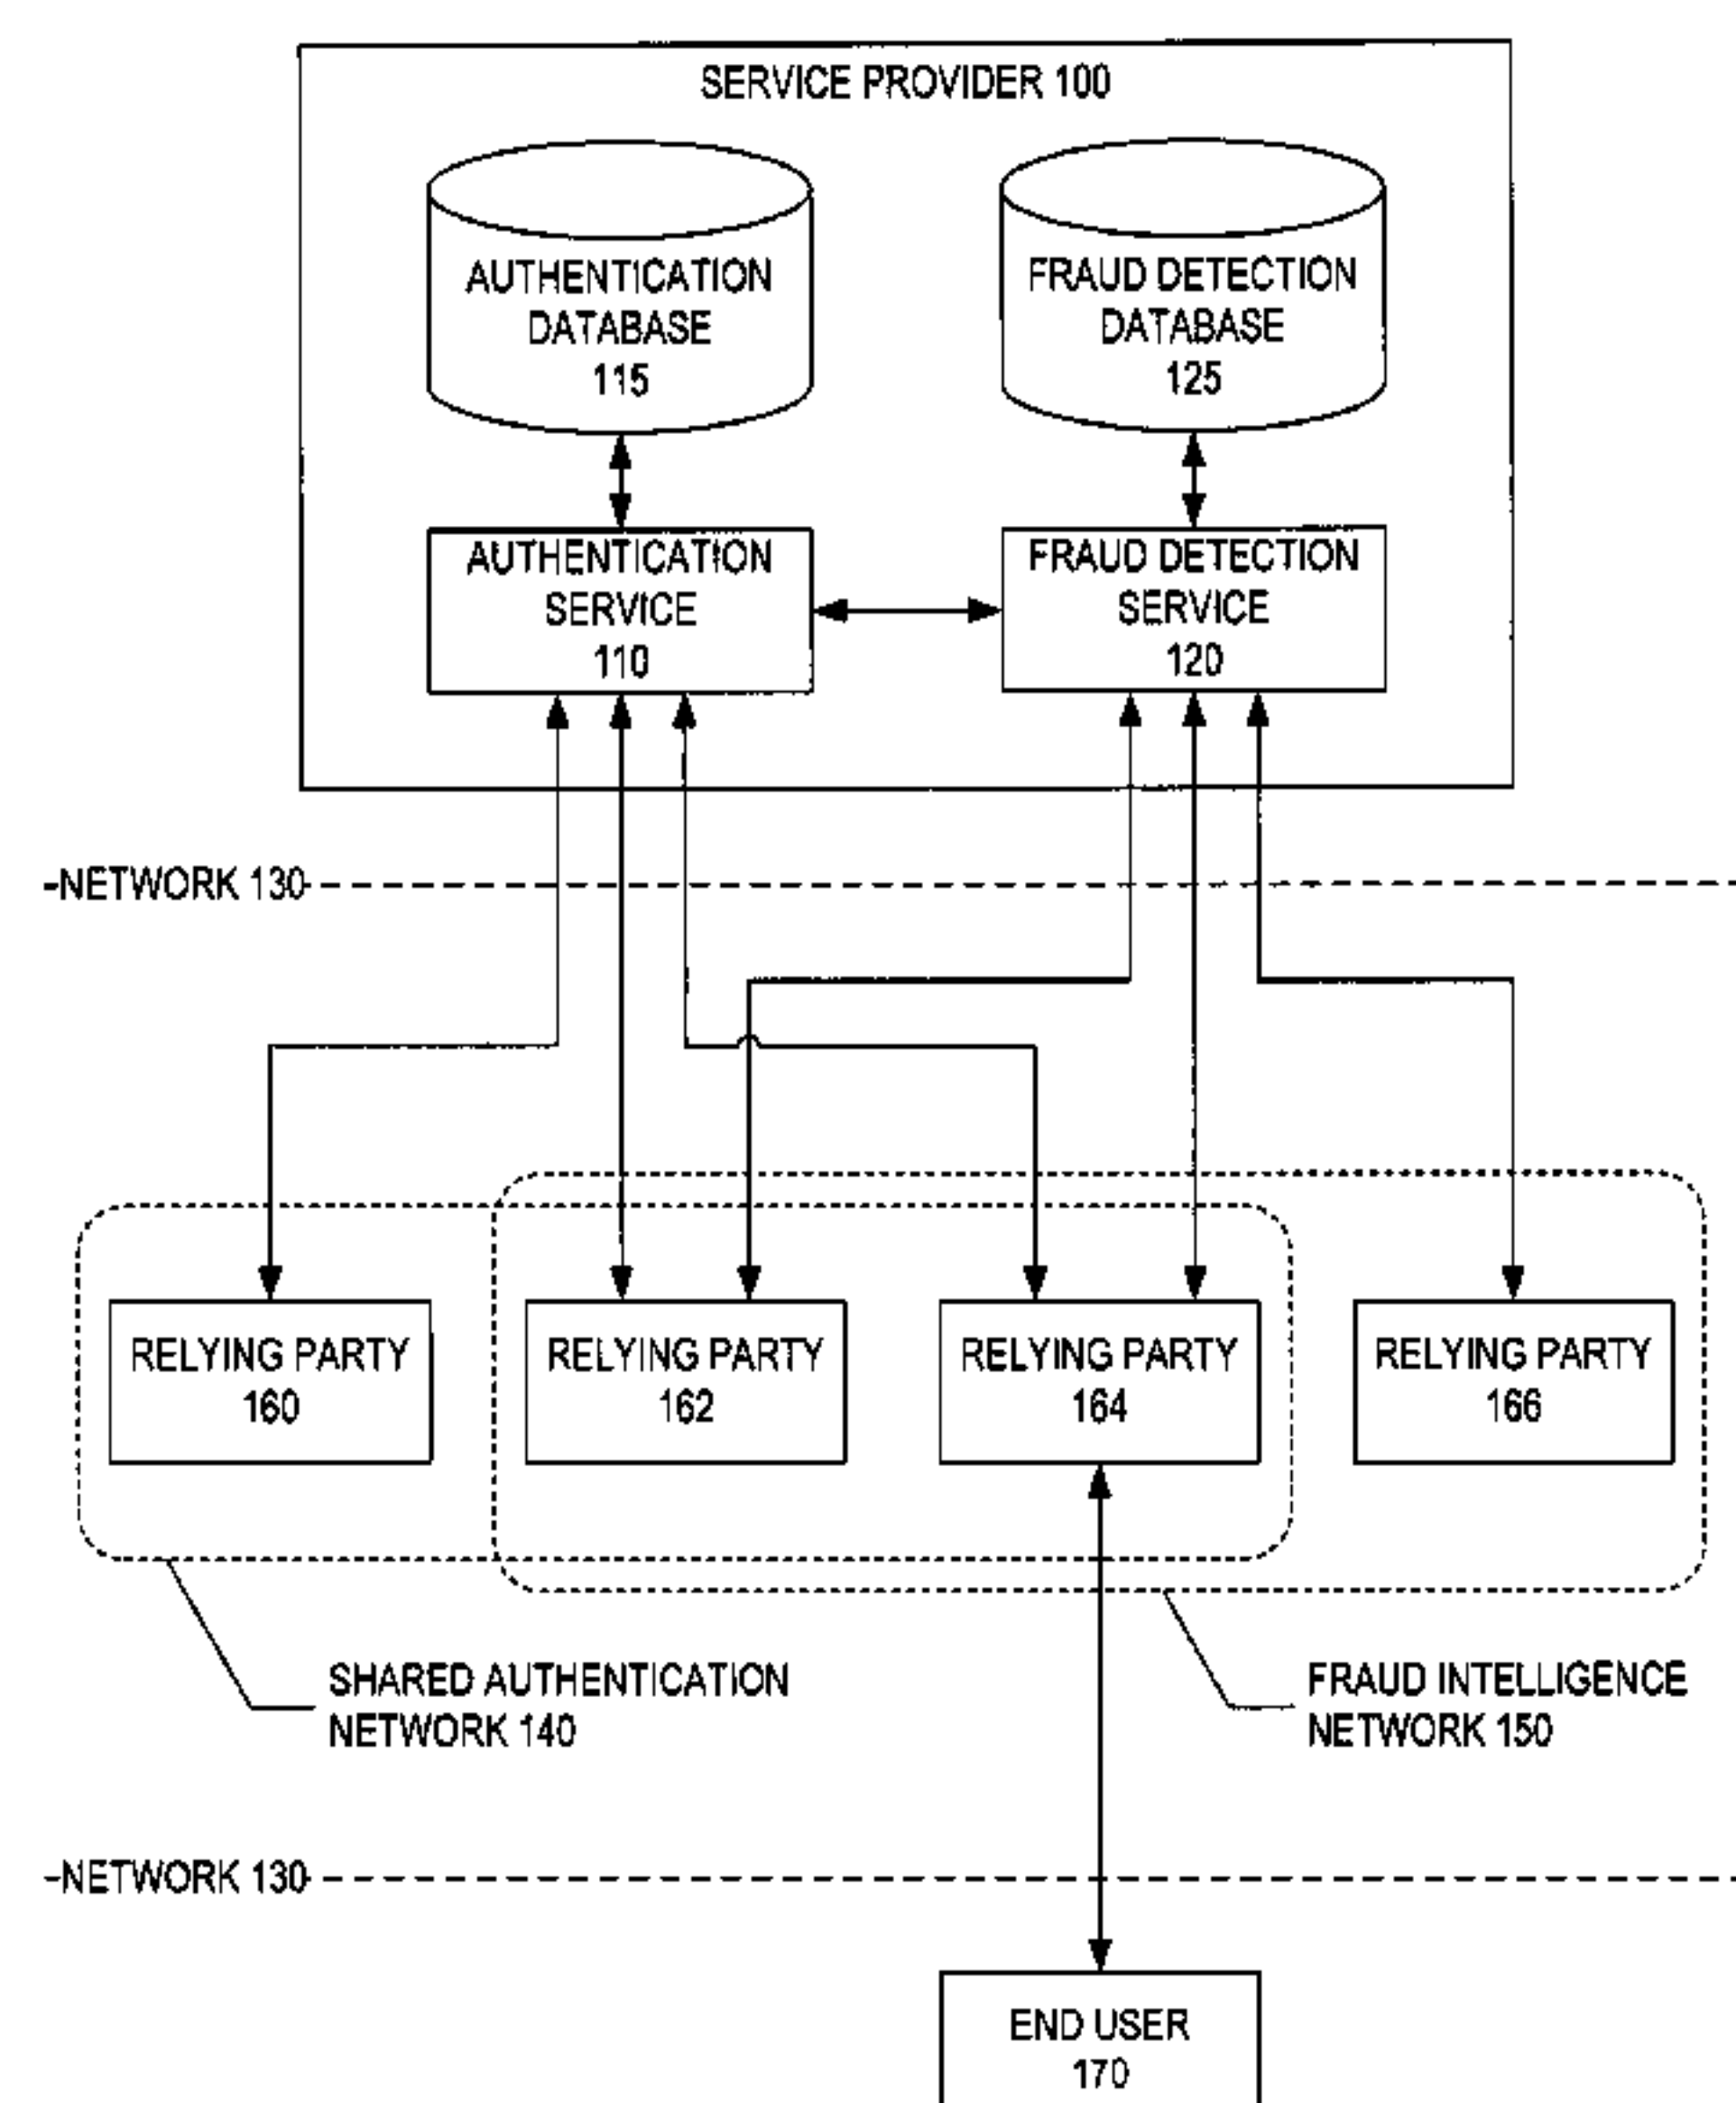 SERVICE PROVIDER 100
AUTHENTICATION
DATABASE
115
FRAUD DETECTION
DATABASE
125
AUTHENTICATION
SERVICE
110
FRAUD DETECTION
SERVICE
120
NETWORK 130
RELYING PARTY
160
RELYING PARTY
162
RELYING PARTY
164
RELYING PARTY
166
SHARED AUTHENTICATION
NETWORK 140
FRAUD INTELLIGENCE
NETWORK 150
NETWORK 130
END USER
170